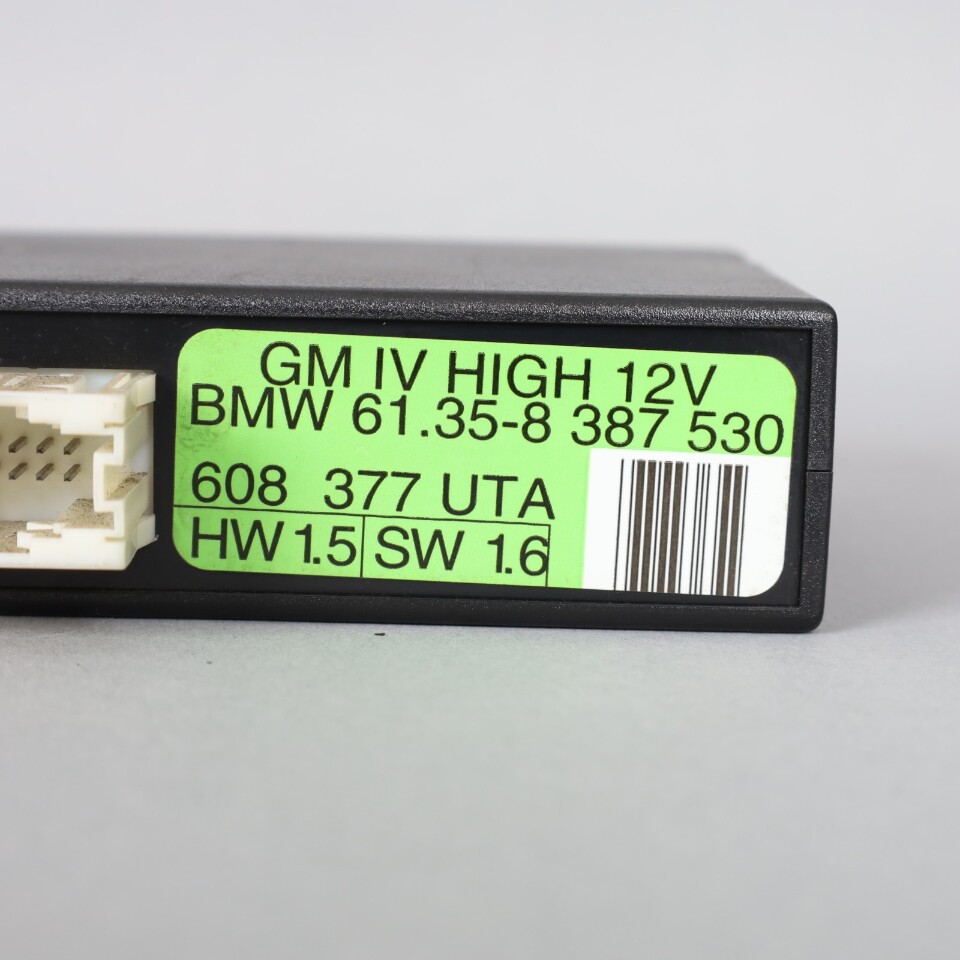 GM IV HIGH 12V
BMW 61.35-8 387 530
608 377 UTA
HW 1.5 SW 1.6